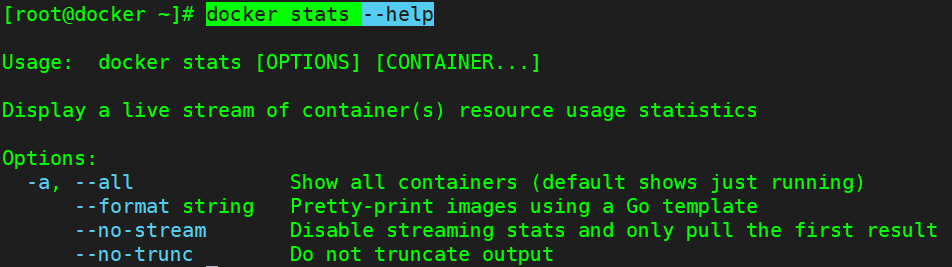 [root@docker ~]# docker stats --help
Usage:  docker stats [OPTIONS] [CONTAINER...]
Display a live stream of container(s) resource usage statistics
Options:
  -a, --all             Show all containers (default shows just running)
      --format string   Pretty-print images using a Go template
      --no-stream       Disable streaming stats and only pull the first result
      --no-trunc        Do not truncate output